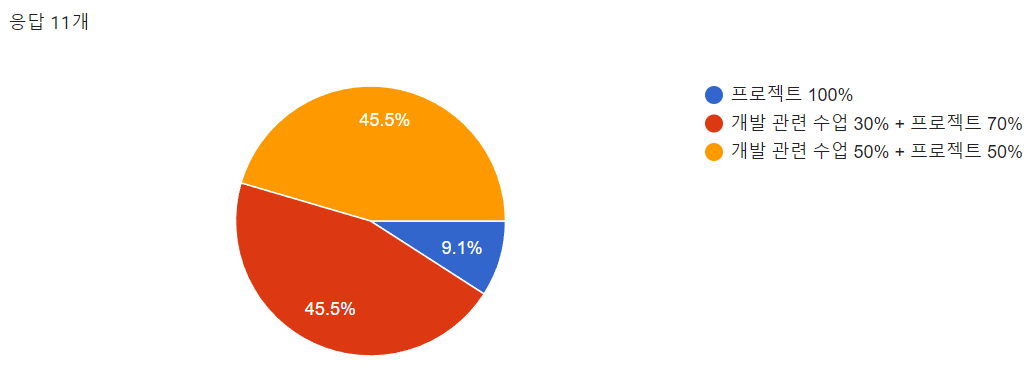 응답 11개
프로젝트 100%
개발 관련 수업 30% + 프로젝트 70%
개발 관련 수업 50% + 프로젝트 50%
45.5%
9.1%
45.5%